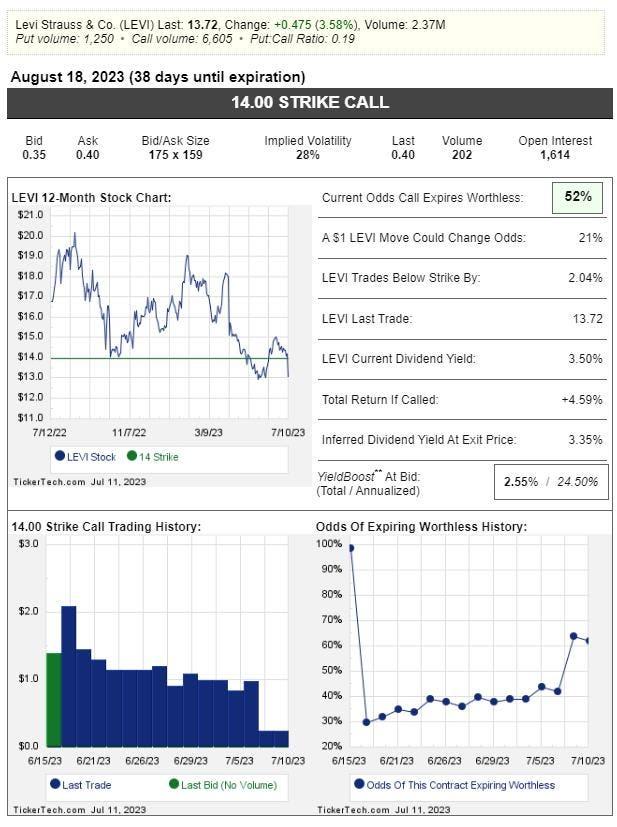 Levi Strauss & Co. (LEVI) Last: 13.72, Change: +0.475 (3.58%), Volume: 2.37M
Put volume: 1,250 • Call volume: 6,605 • Put:Call Ratio: 0.19
August 18, 2023 (38 days until expiration)
14.00 STRIKE CALL
Bid Ask Bid/Ask Size Implied Volatility Last Volume Open Interest
0.35 0.40 175 x 159 28% 0.40 202 1,614
LEVI 12-Month Stock Chart:
$21.0
$20.0
$19.0
$18.0
$17.0
$16.0
$15.0
$14.0
$13.0
$12.0
$11.0
7/12/22 11/7/22 3/9/23 7/10/23
LEVI Stock 14 Strike
TickerTech.com Jul 11, 2023
Current Odds Call Expires Worthless: 52%
A $1 LEVI Move Could Change Odds: 21%
LEVI Trades Below Strike By: 2.04%
LEVI Last Trade: 13.72
LEVI Current Dividend Yield: 3.50%
Total Return If Called: +4.59%
Inferred Dividend Yield At Exit Price: 3.35%
YieldBoost** At Bid:
(Total / Annualized) 2.55% / 24.50%
14.00 Strike Call Trading History:
$3.0
$2.0
$1.0
$0.0
6/15/23 6/21/23 6/26/23 6/29/23 7/5/23 7/10/23
Last Trade Last Bid (No Volume)
TickerTech.com Jul 11, 2023
Odds Of Expiring Worthless History:
100%
90%
80%
70%
60%
50%
40%
30%
20%
6/15/23 6/21/23 6/26/23 6/29/23 7/5/23 7/10/23
Odds Of This Contract Expiring Worthless
TickerTech.com Jul 11, 2023